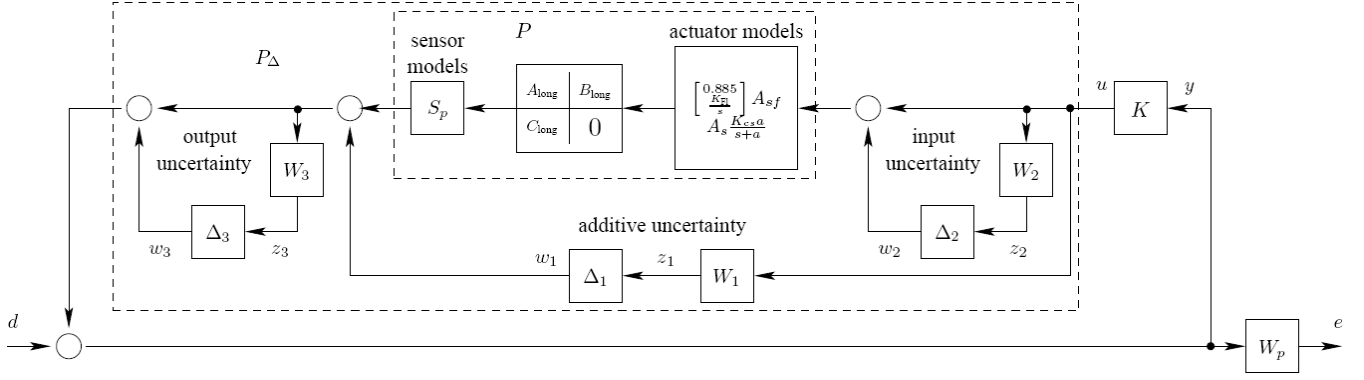 P_Δ
sensor
models
P
actuator models
S_p
A_long B_long
C_long 0
[0.885
K_EI/s] A_sf
A_s K_cs a/s+a
u
K
y
output
uncertainty
W_3
input
uncertainty
W_2
Δ_3
w_3
z_3
additive uncertainty
Δ_2
w_2
z_2
w_1
Δ_1
z_1
W_1
d
W_p
e